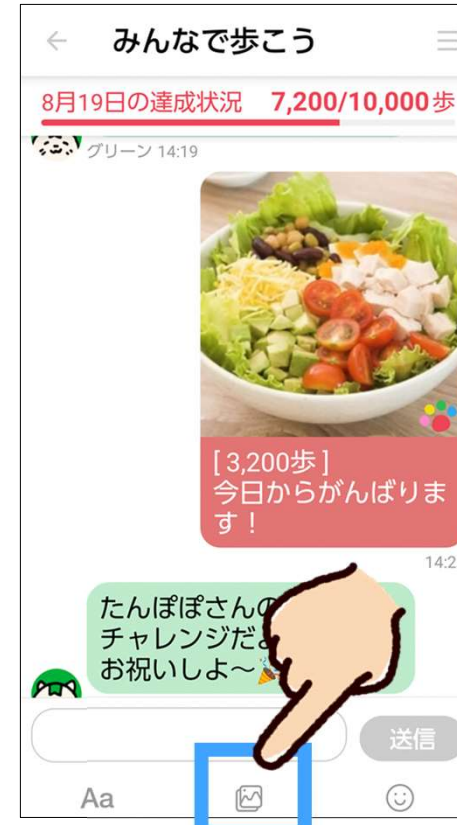 みんなで歩こう
8月19日の達成状況 7,200/10,000歩
グリーン 14:19
[3,200歩]
今日からがんばりま
す！
14:2
たんぽぽさんの
チャレンジだ
お祝いしよ〜🎉
送信
Aa